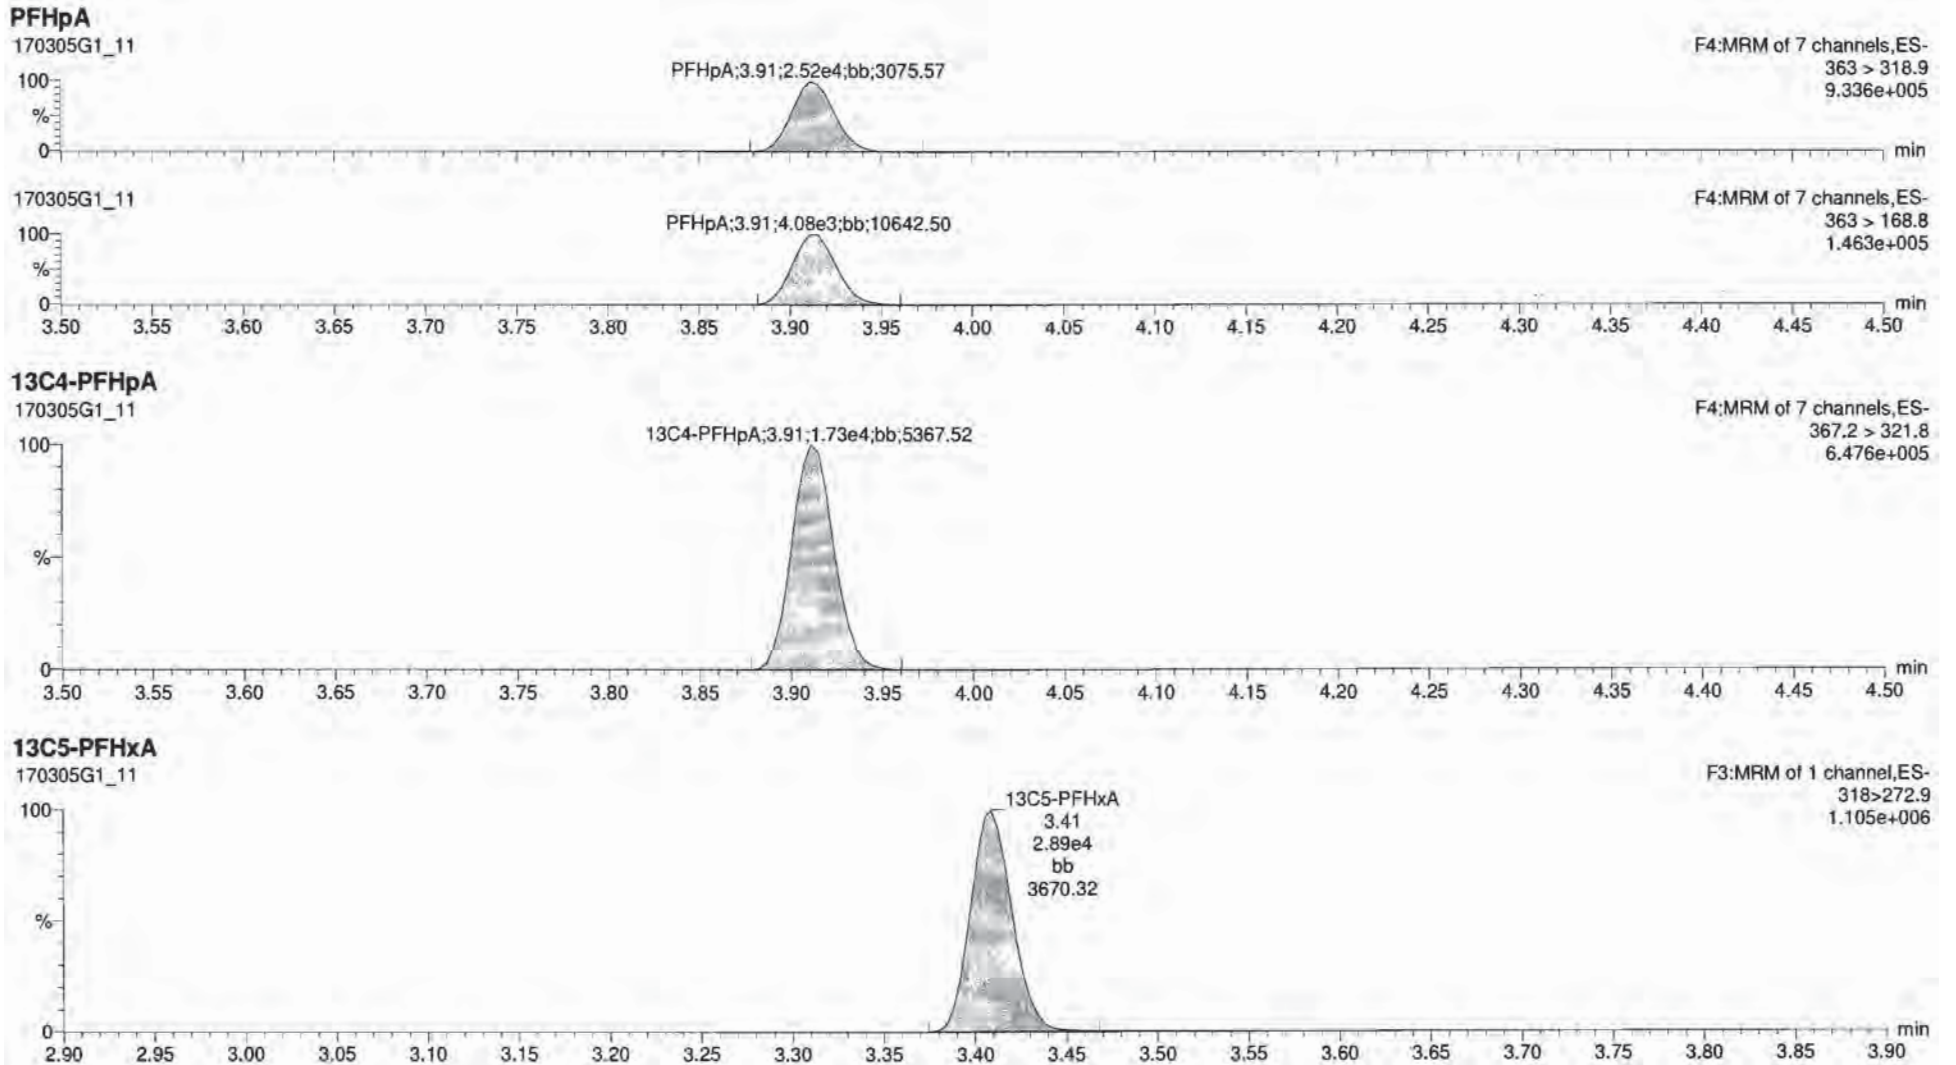 PFHpA
170305G1_11
F4:MRM of 7 channels,ES-
363 > 318.9
9.336e+005
PFHpA;3.91;2.52e4;bb;3075.57
100
%
0
min
170305G1_11
F4:MRM of 7 channels,ES-
363 > 168.8
1.463e+005
PFHpA;3.91;4.08e3;bb;10642.50
100
%
0
min
3.50 3.55 3.60 3.65 3.70 3.75 3.80 3.85 3.90 3.95 4.00 4.05 4.10 4.15 4.20 4.25 4.30 4.35 4.40 4.45 4.50
13C4-PFHpA
170305G1_11
F4:MRM of 7 channels,ES-
367.2 > 321.8
6.476e+005
13C4-PFHpA;3.91;1.73e4;bb;5367.52
100
%
0
min
3.50 3.55 3.60 3.65 3.70 3.75 3.80 3.85 3.90 3.95 4.00 4.05 4.10 4.15 4.20 4.25 4.30 4.35 4.40 4.45 4.50
13C5-PFHxA
170305G1_11
F3:MRM of 1 channel,ES-
318>272.9
1.105e+006
13C5-PFHxA
3.41
2.89e4
bb
3670.32
100
%
0
min
2.90 2.95 3.00 3.05 3.10 3.15 3.20 3.25 3.30 3.35 3.40 3.45 3.50 3.55 3.60 3.65 3.70 3.75 3.80 3.85 3.90